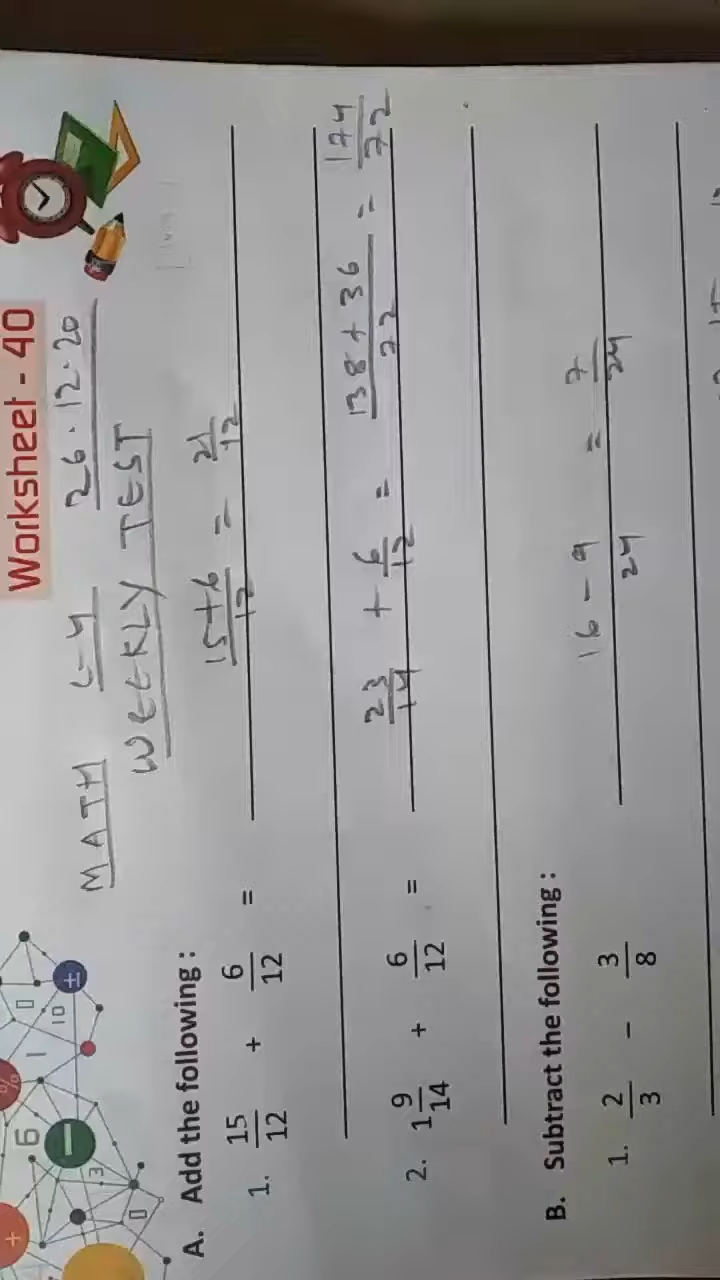 Worksheet - 40
MATH L-4 26.12.20
WEEKLY TEST
A. Add the following :
1. 15/12 + 6/12 = 15+6/12 = 21/12
2. 1 9/14 + 6/12 = 23/14 + 6/12 = 138+36/72 = 174/72
B. Subtract the following :
1. 2/3 - 3/8 16-9/24 = 7/24